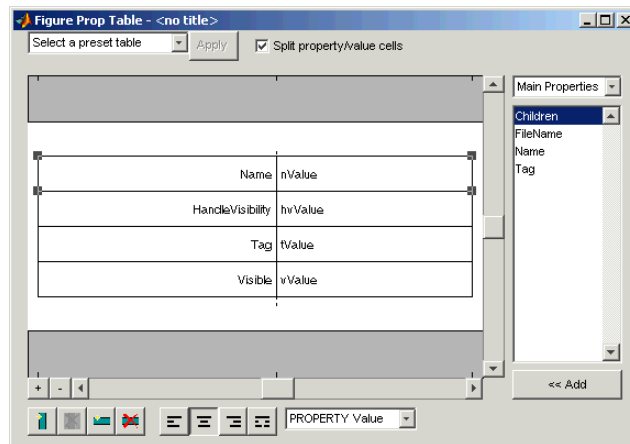 Figure Prop Table - <no title>
Select a preset table
Apply
Split property/value cells
Main Properties
Children
FileName
Name
Tag
Name nValue
HandleVisibility hvValue
Tag tValue
Visible vValue
+ -
<< Add
PROPERTY Value